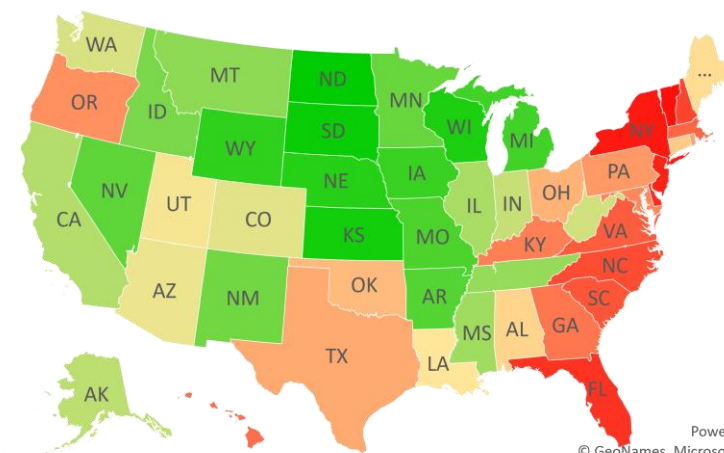 WA
MT
ND
MN
...
OR
ID
SD
WI
MI
NY
WY
IA
PA
NE
NV
UT
CO
IL
IN
OH
CA
KS
MO
KY
VA
NC
AZ
NM
OK
AR
SC
MS
AL
GA
TX
LA
AK
FL
Powe
© GeoNames, Microso